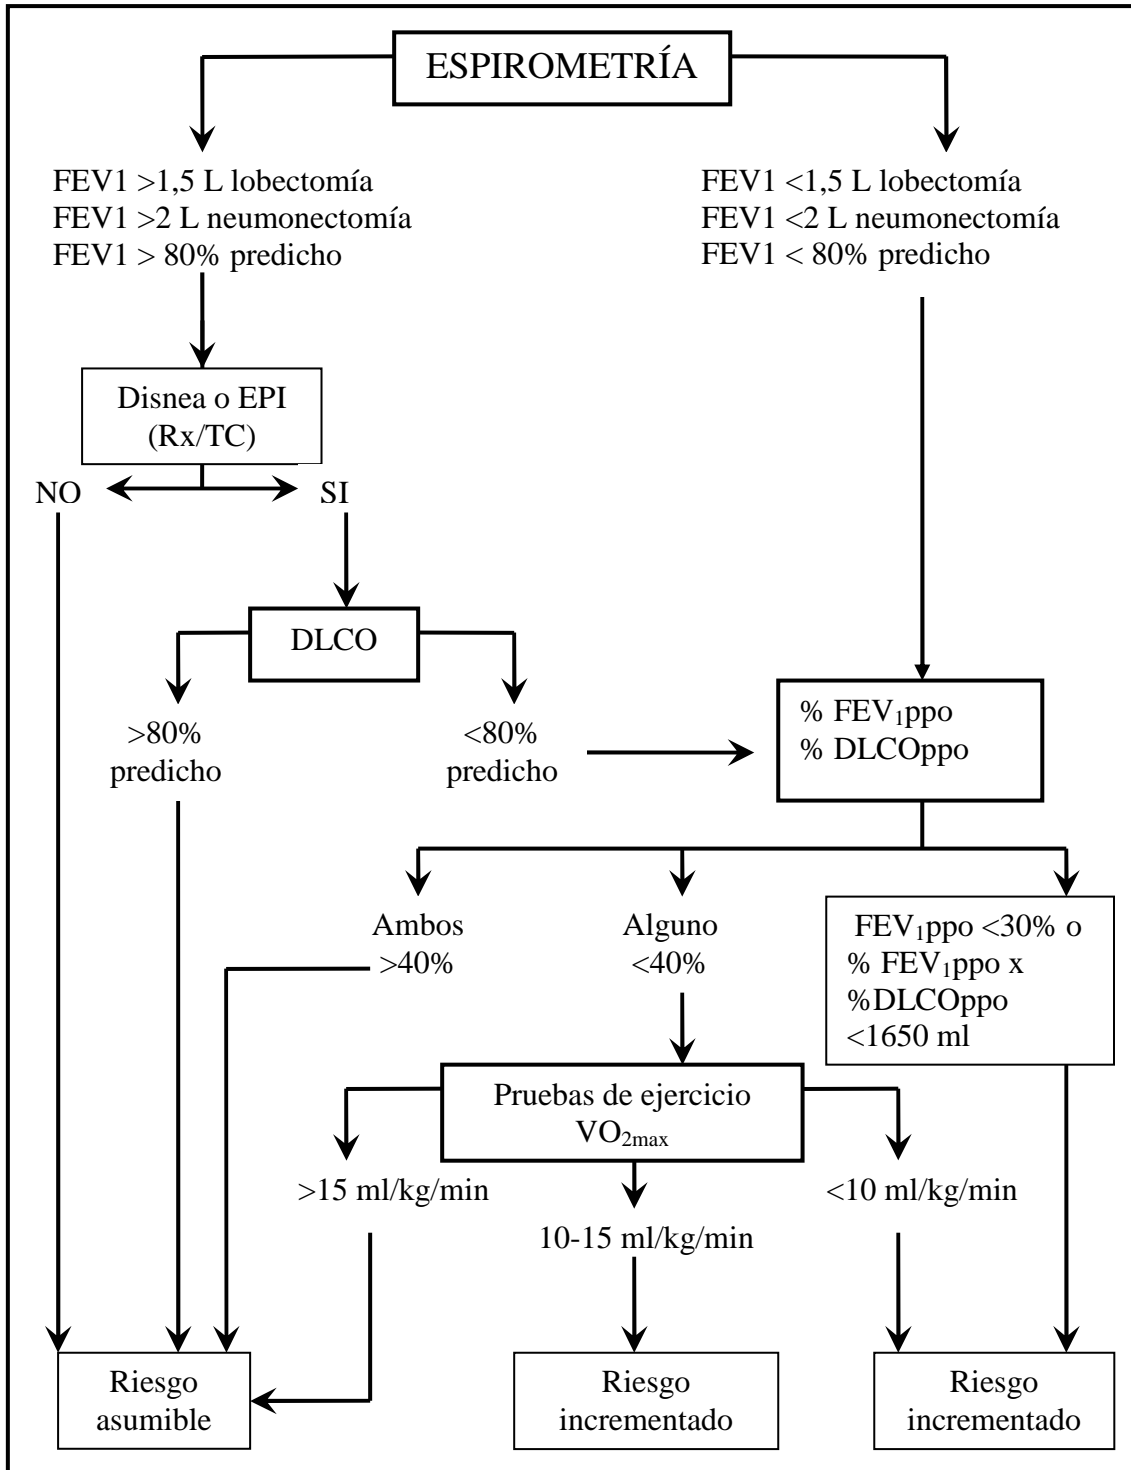 ESPIROMETRÍA
FEV1 >1,5 L lobectomía
FEV1 >2 L neumonectomía
FEV1 > 80% predicho
FEV1 <1,5 L lobectomía
FEV1 <2 L neumonectomía
FEV1 < 80% predicho
Disnea o EPI
(Rx/TC)
NO
SI
DLCO
>80%
predicho
<80%
predicho
% FEV₁ppo
% DLCOppo
Ambos
>40%
Alguno
<40%
FEV₁ppo <30% o
% FEV₁ppo x
%DLCOppo
<1650 ml
Pruebas de ejercicio
VO₂max
>15 ml/kg/min
10-15 ml/kg/min
<10 ml/kg/min
Riesgo
asumible
Riesgo
incrementado
Riesgo
incrementado